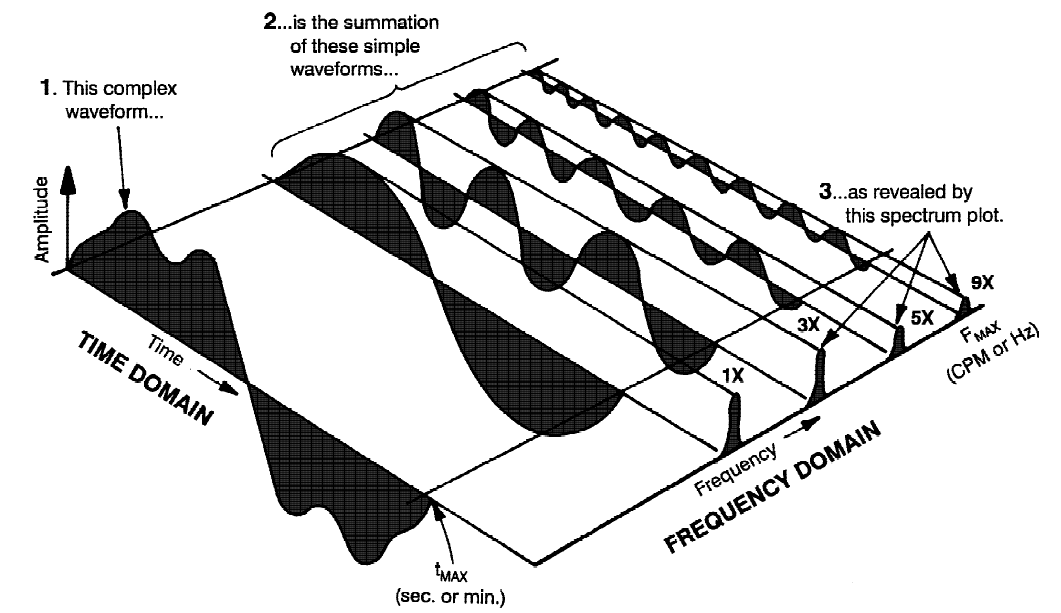 2...is the summation
of these simple
waveforms...
1. This complex
waveform...
Amplitude
3...as revealed by
this spectrum plot.
9X
5X
3X
1X
FMAX
(CPM or Hz)
Time
TIME DOMAIN
Frequency
FREQUENCY DOMAIN
tMAX
(sec. or min.)